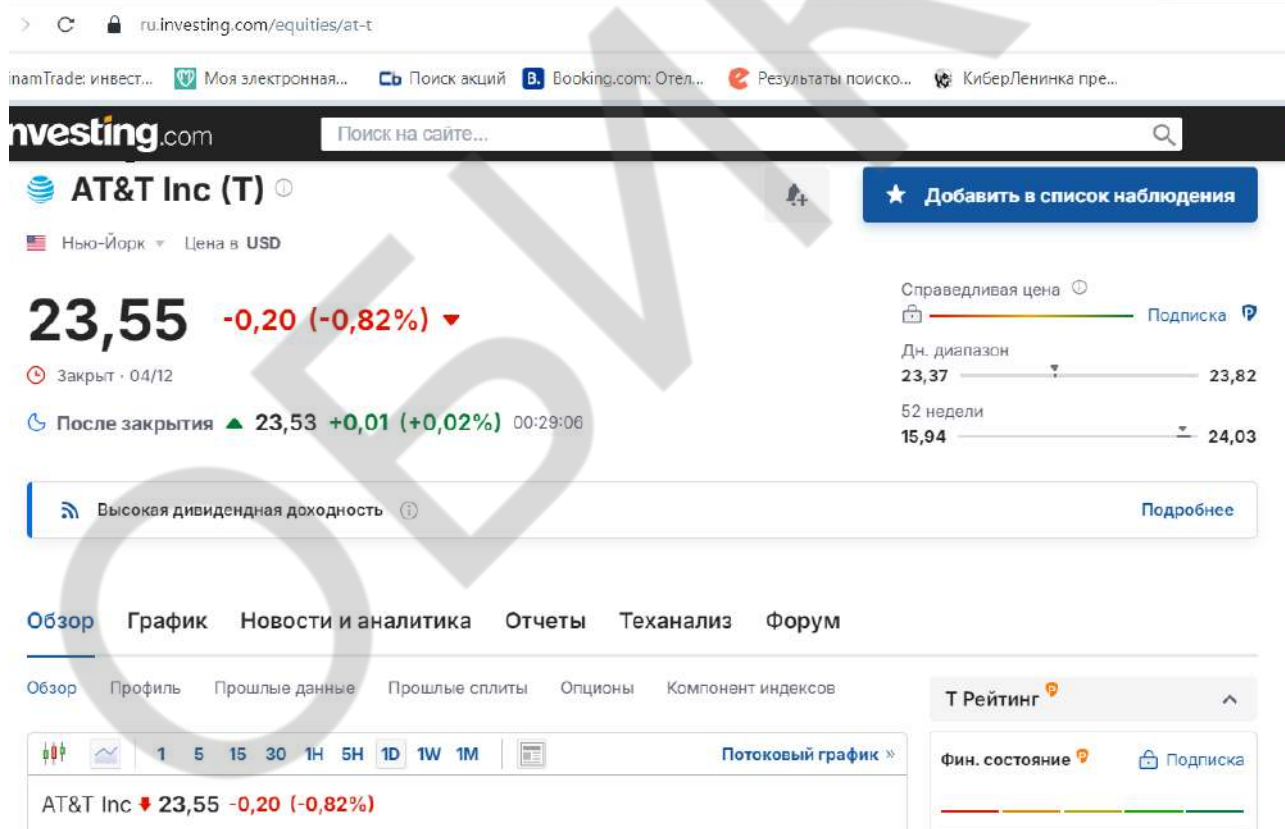 ru.investing.com/equities/at-t
inamTrade: инвест... Моя электронная... Сb Поиск акций B. Booking.com: Отел... Результаты поиско... КиберЛенинка пре...
nvesting.com Поиск на сайте...
AT&T Inc (T)
Добавить в список наблюдения
Нью-Йорк Цена в USD
23,55 -0,20 (-0,82%)
Справедливая цена
Подписка
Дн. диапазон
23,37 23,82
Закрыт · 04/12
52 недели
15,94 24,03
После закрытия 23,53 +0,01 (+0,02%) 00:29:06
Высокая дивидендная доходность Подробнее
Обзор График Новости и аналитика Отчеты Теханализ Форум
Обзор Профиль Прошлые данные Прошлые сплиты Опционы Компонент индексов
Т Рейтинг
1 5 15 30 1H 5H 1D 1W 1M Потоковый график »
Фин. состояние Подписка
AT&T Inc 23,55 -0,20 (-0,82%)
ОБИ